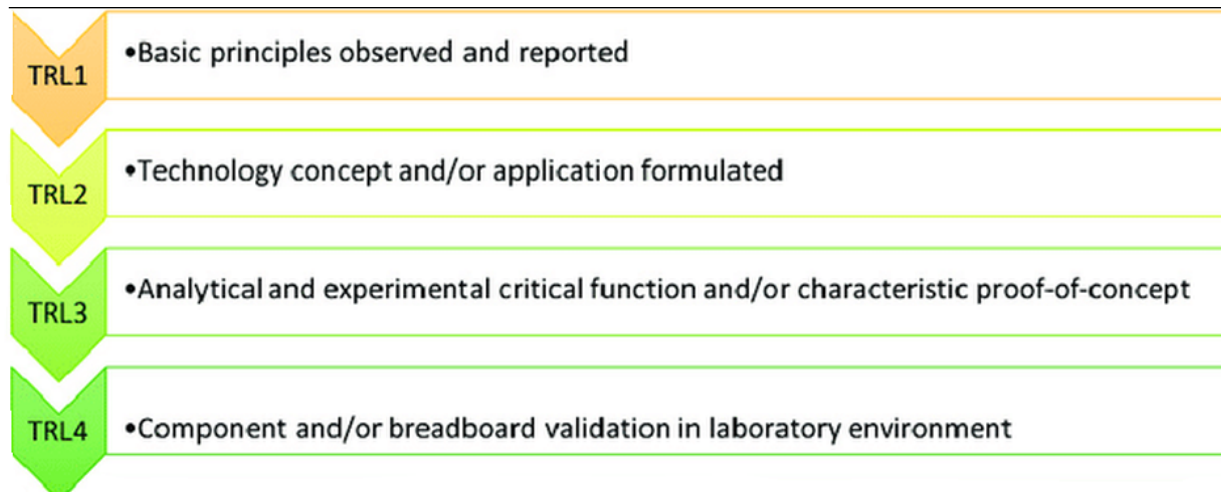 TRL1
•Basic principles observed and reported
TRL2
•Technology concept and/or application formulated
TRL3
•Analytical and experimental critical function and/or characteristic proof-of-concept
TRL4
•Component and/or breadboard validation in laboratory environment